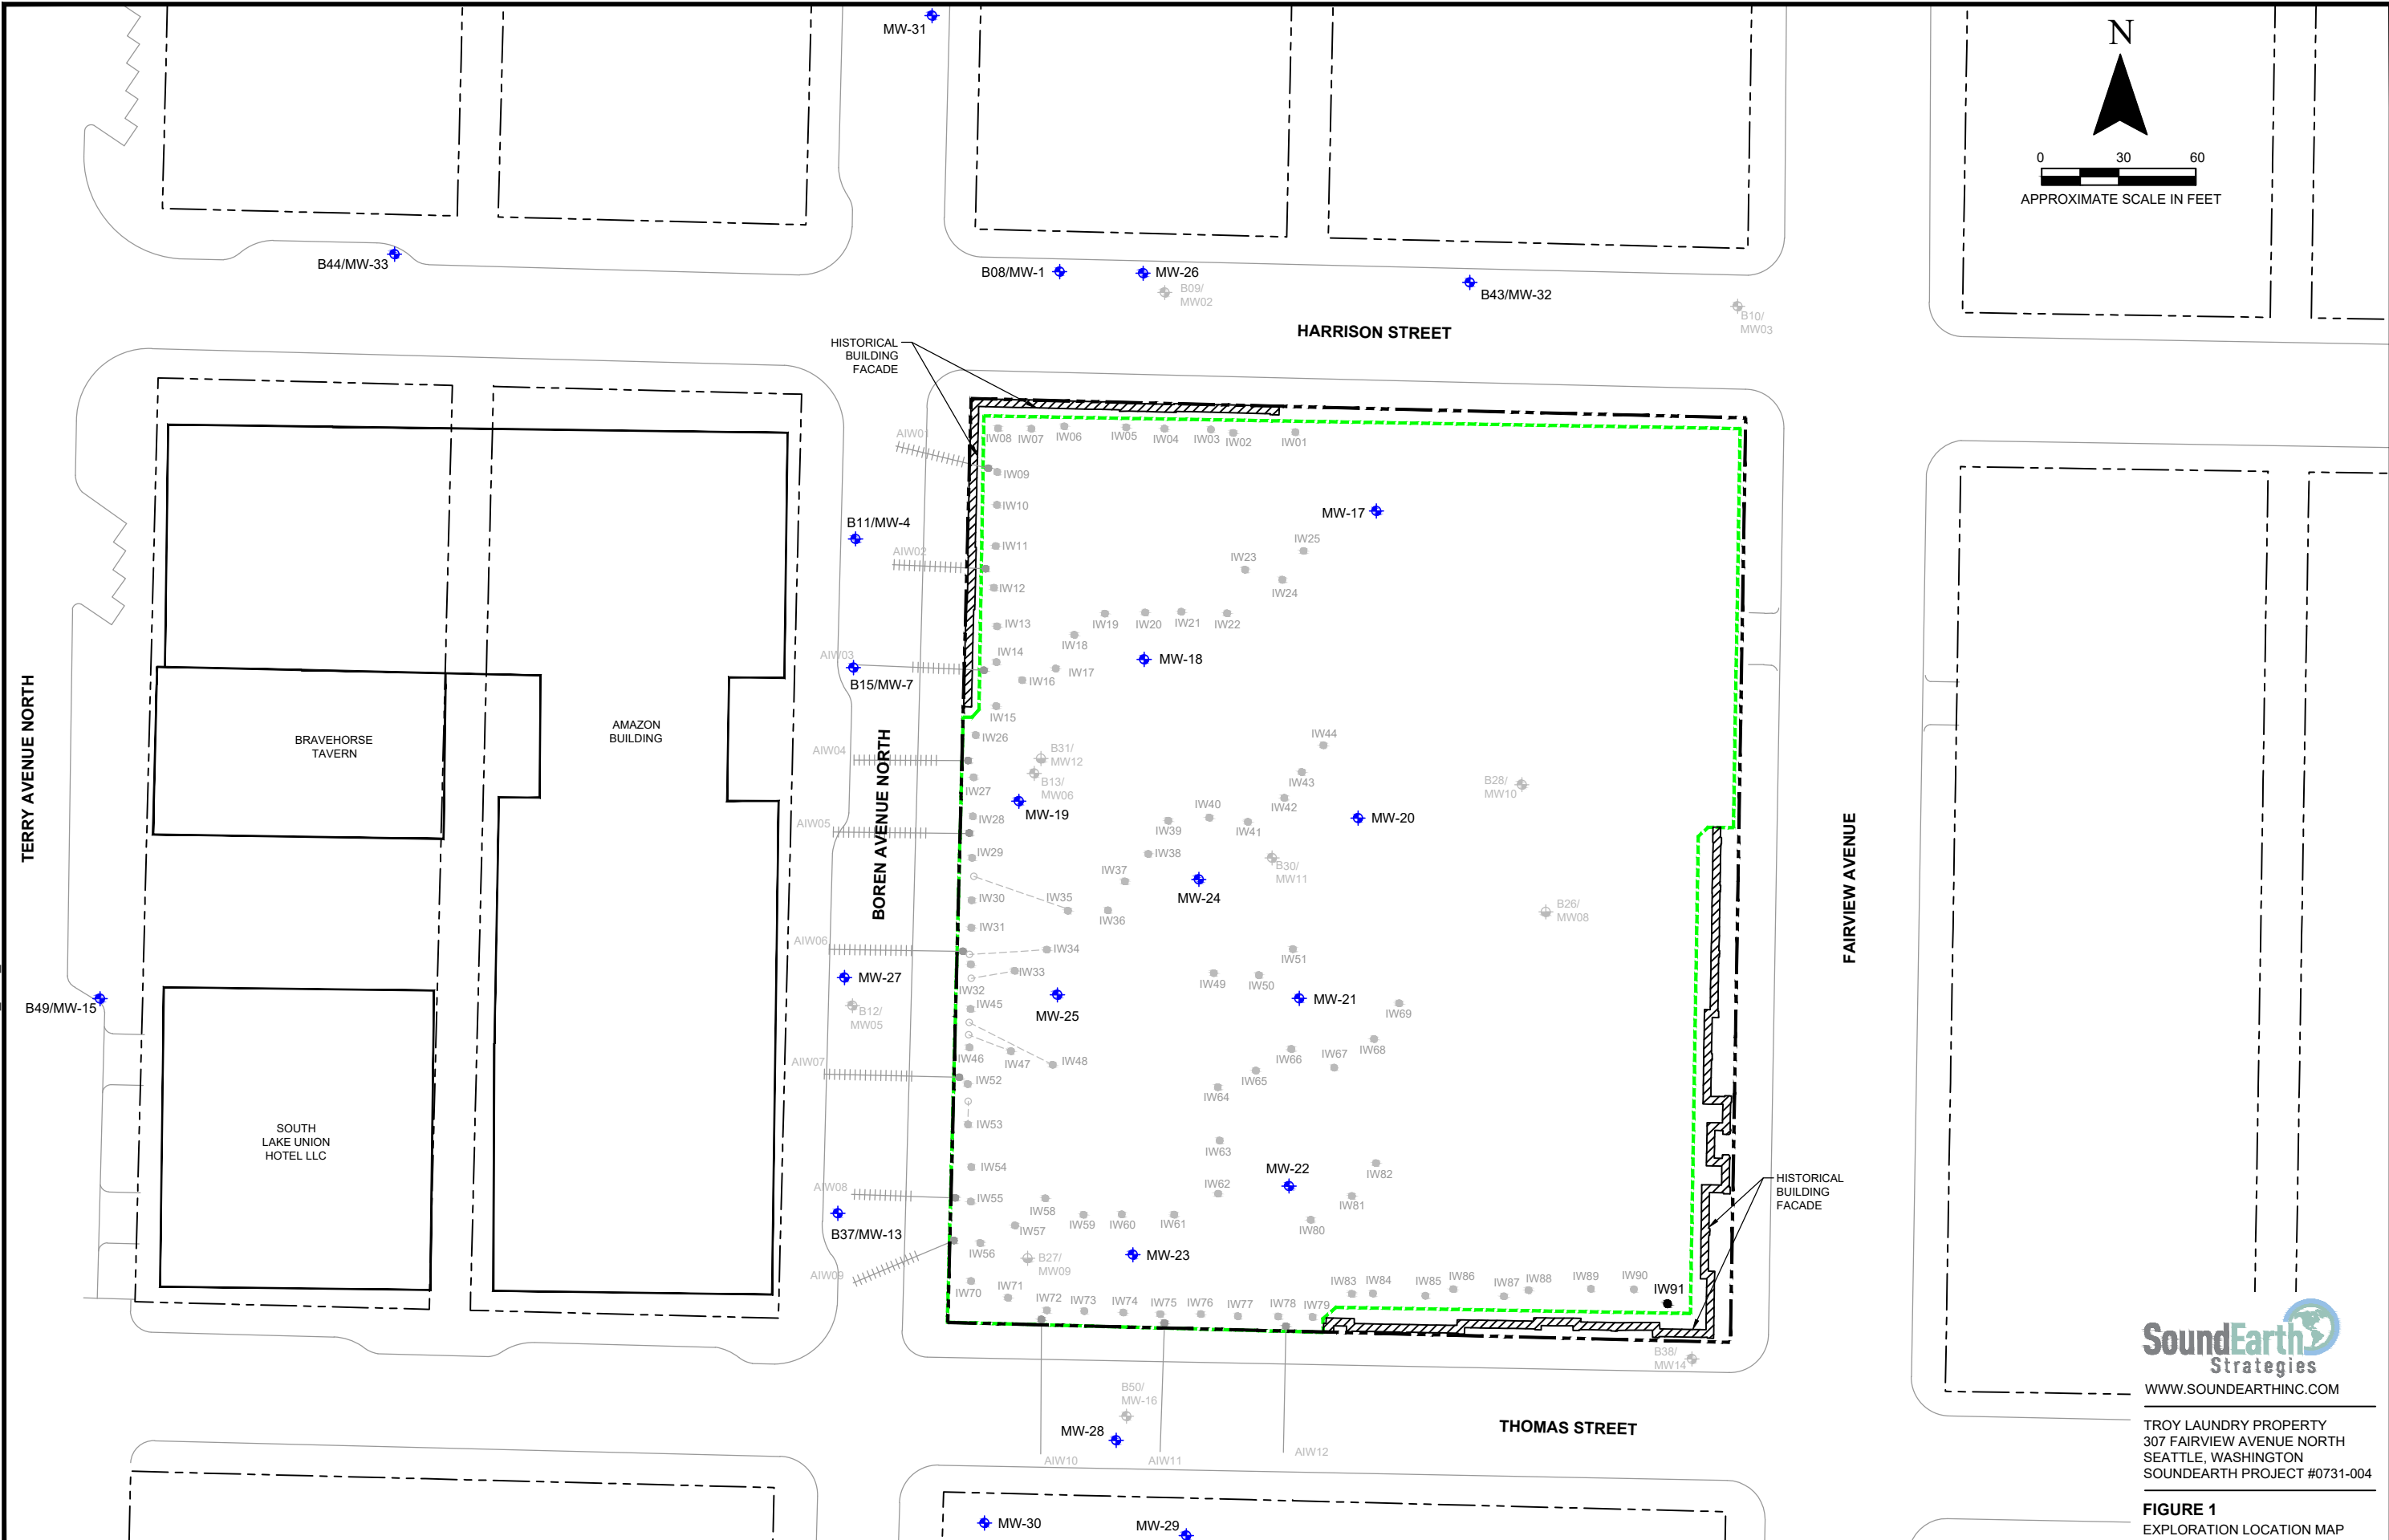 MW-31
N
0 30 60
APPROXIMATE SCALE IN FEET
B44/MW-33
B08/MW-1
MW-26
B09/
MW02
B43/MW-32
B10/
MW03
HARRISON STREET
HISTORICAL
BUILDING
FACADE
AIW01
IW08
IW07
IW06
IW05
IW04
IW03
IW02
IW01
IW09
IW10
MW-17
B11/MW-4
AIW02
IW11
IW25
IW23
IW24
IW12
IW13
IW19
IW20
IW21
IW22
IW18
AIW03
IW14
IW17
IW16
MW-18
B15/MW-7
IW15
TERRY AVENUE NORTH
BRAVEHORSE
TAVERN
AMAZON
BUILDING
BOREN AVENUE NORTH
AIW04
IW26
B31/
MW12
B13/
MW06
IW27
MW-19
IW44
IW43
IW42
B28/
MW10
IW40
IW39
IW41
MW-20
AIW05
IW28
IW29
IW38
IW37
B30/
MW11
MW-24
FAIRVIEW AVENUE
IW30
IW35
IW36
B26/
MW08
IW31
AIW06
IW34
IW33
IW32
IW51
IW49
IW50
MW-27
B12/
MW05
MW-25
MW-21
IW69
B49/MW-15
IW45
IW46
IW47
IW48
IW66
IW67
IW68
AIW07
IW52
IW65
IW64
IW53
SOUTH
LAKE UNION
HOTEL LLC
IW63
IW54
MW-22
IW82
AIW08
IW55
IW58
IW62
IW81
HISTORICAL
BUILDING
FACADE
B37/MW-13
IW57
IW59
IW60
IW61
IW80
IW56
B27/
MW09
MW-23
AIW09
IW70
IW71
IW72
IW73
IW74
IW75
IW76
IW77
IW78
IW79
IW83
IW84
IW85
IW86
IW87
IW88
IW89
IW90
IW91
B38/
MW14
B50/
MW-16
MW-28
THOMAS STREET
AIW10
AIW11
AIW12
MW-30
MW-29
SoundEarth
Strategies
WWW.SOUNDEARTHINC.COM
TROY LAUNDRY PROPERTY
307 FAIRVIEW AVENUE NORTH
SEATTLE, WASHINGTON
SOUNDEARTH PROJECT #0731-004
FIGURE 1
EXPLORATION LOCATION MAP